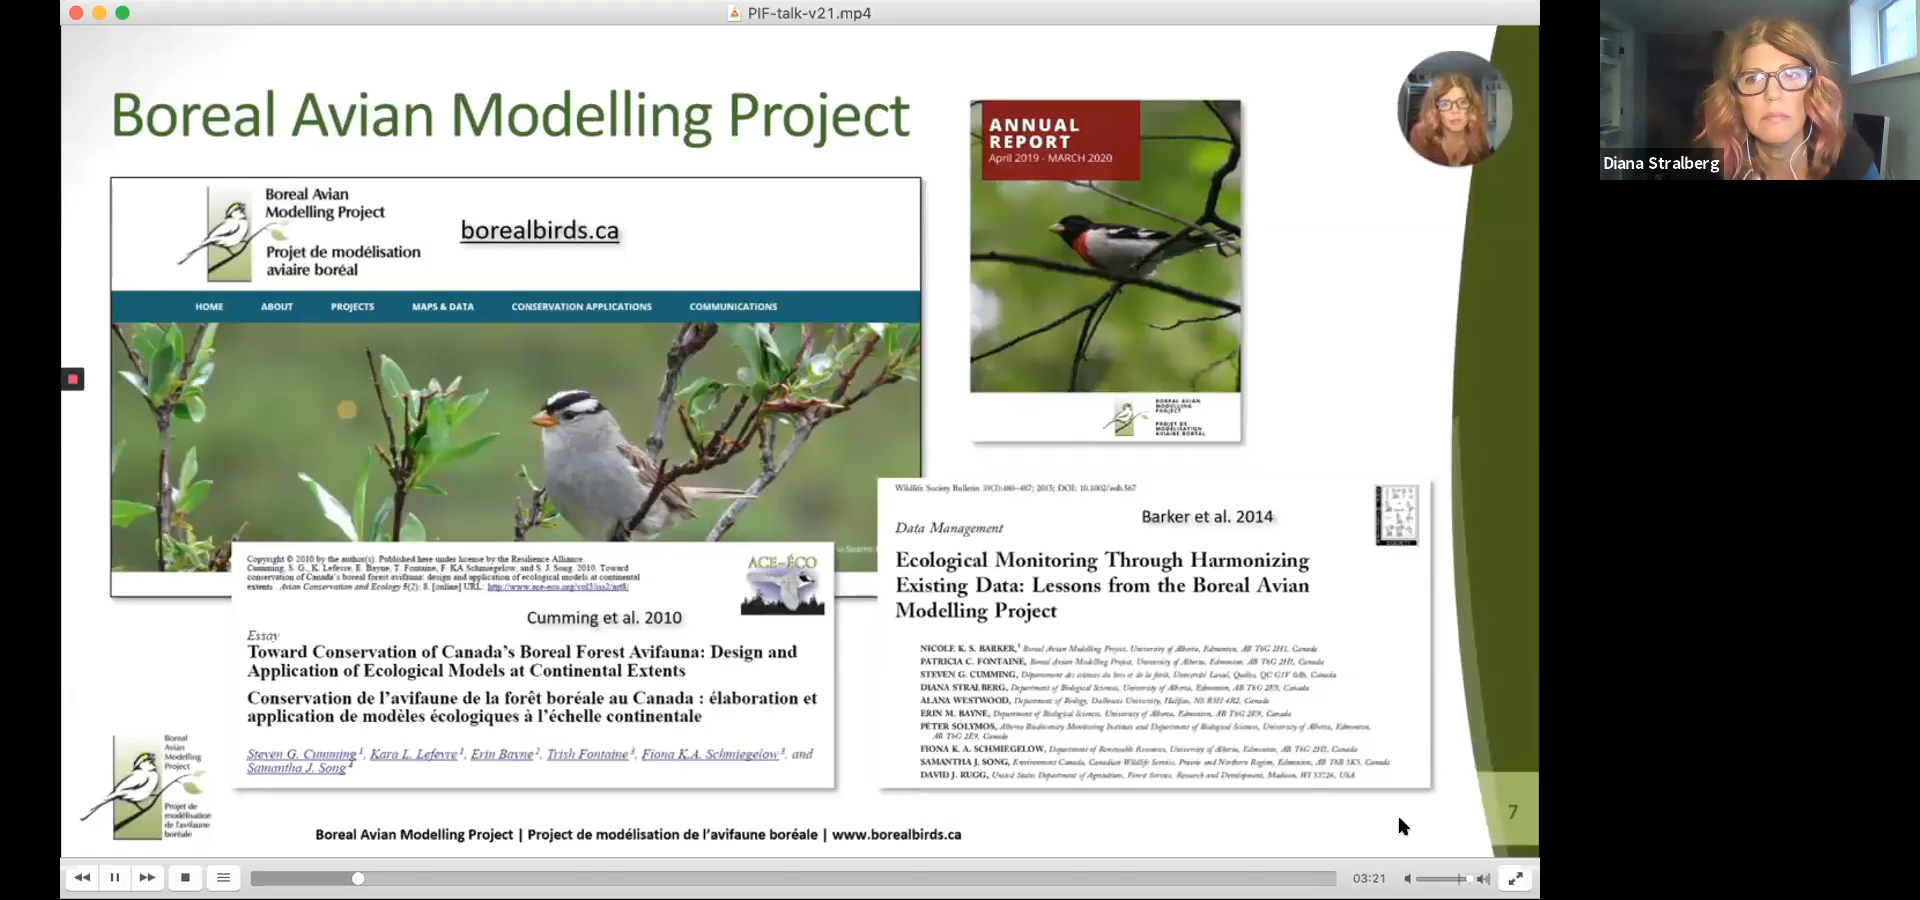 PIF-talk-v21.mp4
Boreal Avian Modelling Project
Boreal Avian
Modelling Project
Projet de modélisation
aviaire boréal
borealbirds.ca
HOME ABOUT PROJECTS MAPS & DATA CONSERVATION APPLICATIONS COMMUNICATIONS
ANNUAL
REPORT
April 2019 - MARCH 2020
BOREAL AVIAN
MODELLING
PROJECT
PROJET DE
MODÉLISATION
AVIAIRE BORÉAL
Diana Stralberg
Copyright © 2010 by the author(s). Published here under license by the Resilience Alliance.
Cumming, S. G., K. Lefevre, E. Bayne, T. Fontaine, F. KA Schmiegelow, and S. J. Song. 2010. Toward
conservation of Canada's boreal forest avifauna: design and application of ecological models at continental
extents. Avian Conservation and Ecology 5(2): 8. [online] URL: http://www.ace-eco.org/vol5/iss2/art8/
ACE-ÉCO
Cumming et al. 2010
Essay
Toward Conservation of Canada's Boreal Forest Avifauna: Design and
Application of Ecological Models at Continental Extents
Conservation de l'avifaune de la forêt boréale au Canada : élaboration et
application de modèles écologiques à l'échelle continentale
Steven G. Cumming 1, Kara L. Lefevre 1, Erin Bayne 2, Trish Fontaine 3, Fiona K.A. Schmiegelow 3, and
Samantha J. Song 4
Wildlife Society Bulletin 39(3):480–487; 2015; DOI: 10.1002/wsb.567
Data Management
Barker et al. 2014
Ecological Monitoring Through Harmonizing
Existing Data: Lessons from the Boreal Avian
Modelling Project
NICOLE K. S. BARKER,1 Boreal Avian Modelling Project, University of Alberta, Edmonton, AB T6G 2H1, Canada
PATRICIA C. FONTAINE, Boreal Avian Modelling Project, University of Alberta, Edmonton, AB T6G 2H1, Canada
STEVEN G. CUMMING, Département des sciences du bois et de la forêt, Université Laval, Québec, QC G1V 0A6, Canada
DIANA STRALBERG, Department of Biological Sciences, University of Alberta, Edmonton, AB T6G 2E9, Canada
ALANA WESTWOOD, Department of Biology, Dalhousie University, Halifax, NS B3H 4R2, Canada
ERIN M. BAYNE, Department of Biological Sciences, University of Alberta, Edmonton, AB T6G 2E9, Canada
PETER SÓLYMOS, Alberta Biodiversity Monitoring Institute and Department of Biological Sciences, University of Alberta, Edmonton,
AB T6G 2E9, Canada
FIONA K. A. SCHMIEGELOW, Department of Renewable Resources, University of Alberta, Edmonton, AB T6G 2H1, Canada
SAMANTHA J. SONG, Environment Canada, Canadian Wildlife Service, Prairie and Northern Region, Edmonton, AB T6B 1K5, Canada
DAVID J. RUGG, United States Department of Agriculture, Forest Service, Research and Development, Madison, WI 53726, USA
Boreal
Avian
Modelling
Project
Projet de
modélisation
de l'avifaune
boréale
Boreal Avian Modelling Project | Projet de modélisation de l'avifaune boréale | www.borealbirds.ca
7
03:21